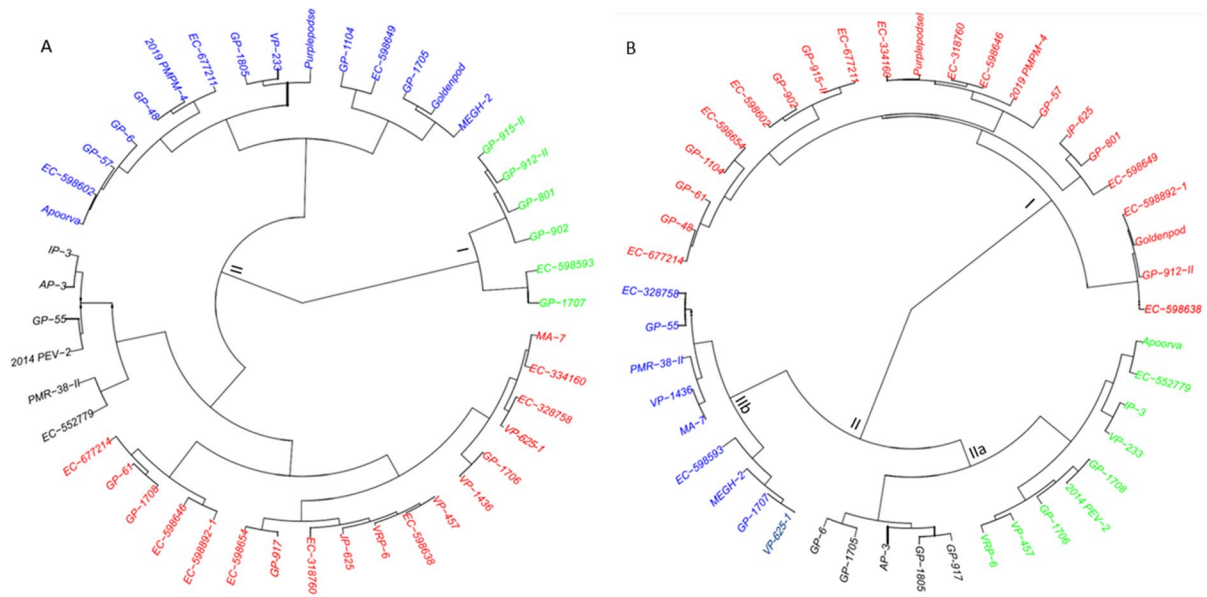 A
Apoorva
EC-598602
GP-57
GP-6
GP-48
2019 PMPM-4
EC-677211
GP-1805
VP-233
Purplepodse
GP-1104
EC-598649
GP-1705
Goldenpod
MEGH-2
GP-915-II
GP-912-II
GP-801
GP-902
EC-598593
GP-1707
MA-7
EC-334160
EC-328758
VP-625-1
GP-1706
VP-1436
VP-457
EC-598638
VRP-6
JP-625
EC-318760
GP-917
EC-598654
EC-598892-1
EC-598646
GP-1708
GP-61
EC-677214
EC-552779
PMR-38-II
2014 PEV-2
GP-55
AP-3
IP-3
I
II
B
EC-677214
GP-48
GP-61
GP-1104
EC-598654
EC-598602
GP-902
GP-915-II
EC-677211
EC-334160
Purplepodsel
EC-318760
EC-598646
2019 PMPM-4
GP-57
JP-625
GP-801
EC-598649
EC-598892-1
Goldenpod
GP-912-II
EC-598638
Apoorva
EC-552779
IP-3
VP-233
GP-1708
2014 PEV-2
GP-1706
VP-457
VRP-6
GP-917
GP-1805
AP-3
GP-1705
GP-6
VP-625-1
GP-1707
MEGH-2
EC-598593
MA-7
VP-1436
PMR-38-II
GP-55
EC-328758
I
II
IIa
IIb